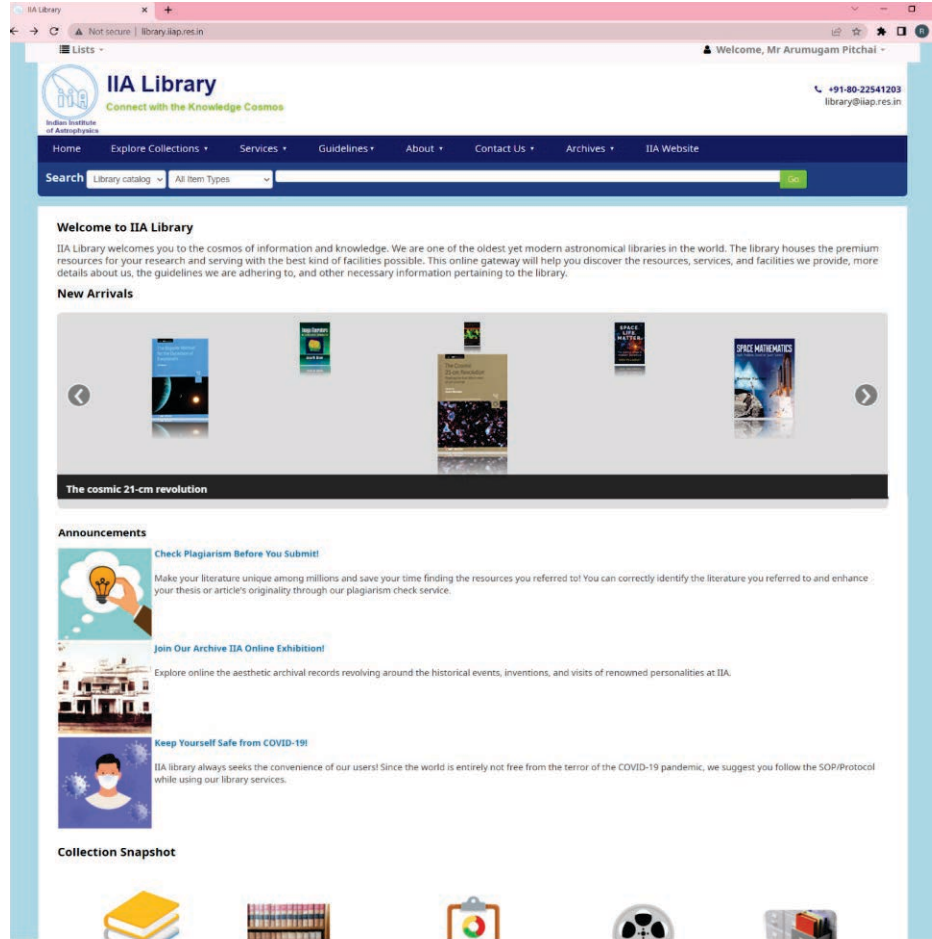 IIA Library
Not secure | library.iiap.res.in
R
Lists
Welcome, Mr Arumugam Pitchai
iiA
Indian Institute
of Astrophysics
IIA Library
Connect with the Knowledge Cosmos
+91-80-22541203
library@iiap.res.in
Home Explore Collections Services Guidelines About Contact Us Archives IIA Website
Search Library catalog All Item Types Go
Welcome to IIA Library
IIA Library welcomes you to the cosmos of information and knowledge. We are one of the oldest yet modern astronomical libraries in the world. The library houses the premium
resources for your research and serving with the best kind of facilities possible. This online gateway will help you discover the resources, services, and facilities we provide, more
details about us, the guidelines we are adhering to, and other necessary information pertaining to the library.
New Arrivals
SPACE
LIFE
MATTER
SPACE MATHEMATICS
The Cosmic
21-cm Revolution
The cosmic 21-cm revolution
Announcements
Check Plagiarism Before You Submit!
Make your literature unique among millions and save your time finding the resources you referred to! You can correctly identify the literature you referred to and enhance
your thesis or article's originality through our plagiarism check service.
Join Our Archive IIA Online Exhibition!
Explore online the aesthetic archival records revolving around the historical events, inventions, and visits of renowned personalities at IIA.
Keep Yourself Safe from COVID-19!
IIA library always seeks the convenience of our users! Since the world is entirely not free from the terror of the COVID-19 pandemic, we suggest you follow the SOP/Protocol
while using our library services.
Collection Snapshot